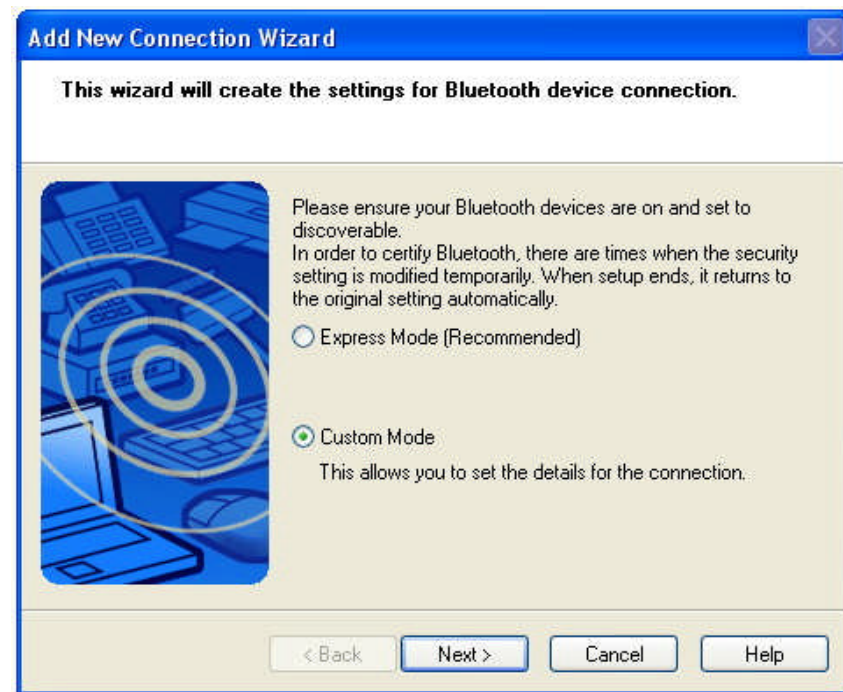 Add New Connection Wizard
This wizard will create the settings for Bluetooth device connection.
Please ensure your Bluetooth devices are on and set to
discoverable.
In order to certify Bluetooth, there are times when the security
setting is modified temporarily. When setup ends, it returns to
the original setting automatically.
Express Mode (Recommended)
Custom Mode
This allows you to set the details for the connection.
< Back Next > Cancel Help